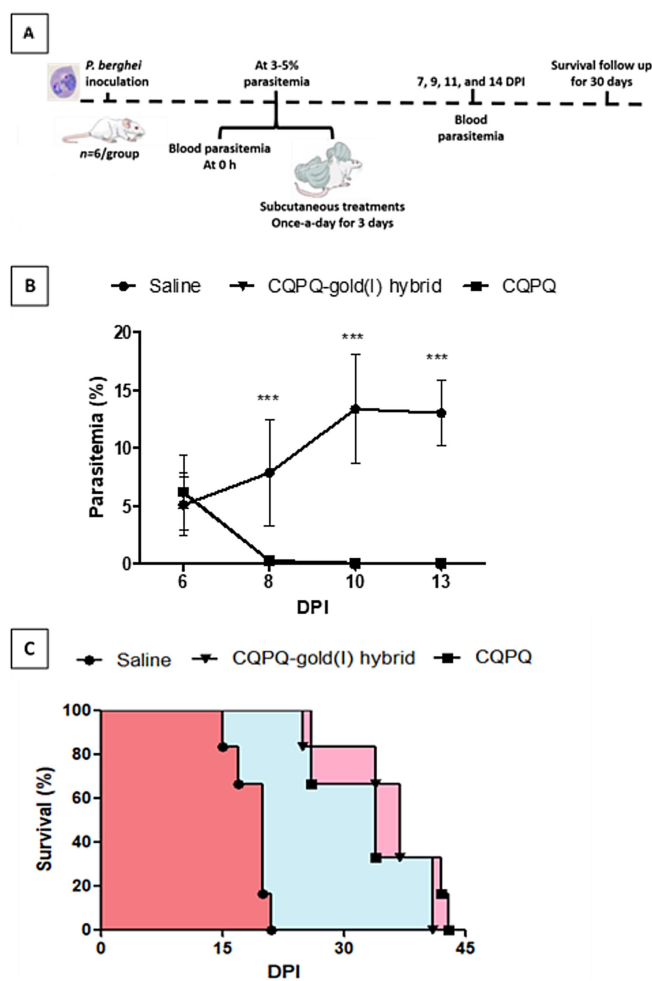 A
P. berghei
inoculation
At 3-5%
parasitemia
7, 9, 11, and 14 DPI
Survival follow up
for 30 days
n=6/group
Blood parasitemia
At 0 h
Blood
parasitemia
Subcutaneous treatments
Once-a-day for 3 days
B
Saline CQPQ-gold(I) hybrid CQPQ
20
15
10
5
0
Parasitemia (%)
*** *** ***
6 8 10 13
DPI
C
Saline CQPQ-gold(I) hybrid CQPQ
100
80
60
40
20
0
Survival (%)
0 15 30 45
DPI